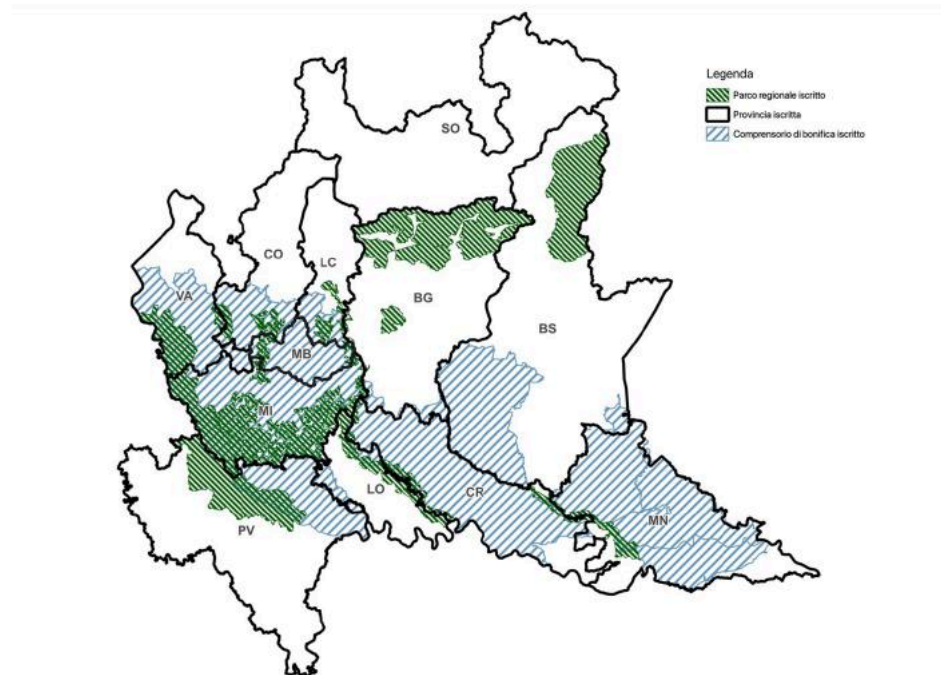 Legenda
Parco regionale iscritto
Provincia iscritta
Comprensorio di bonifica iscritto
SO
CO
LC
VA
BG
BS
MB
MI
LO
CR
MN
PV